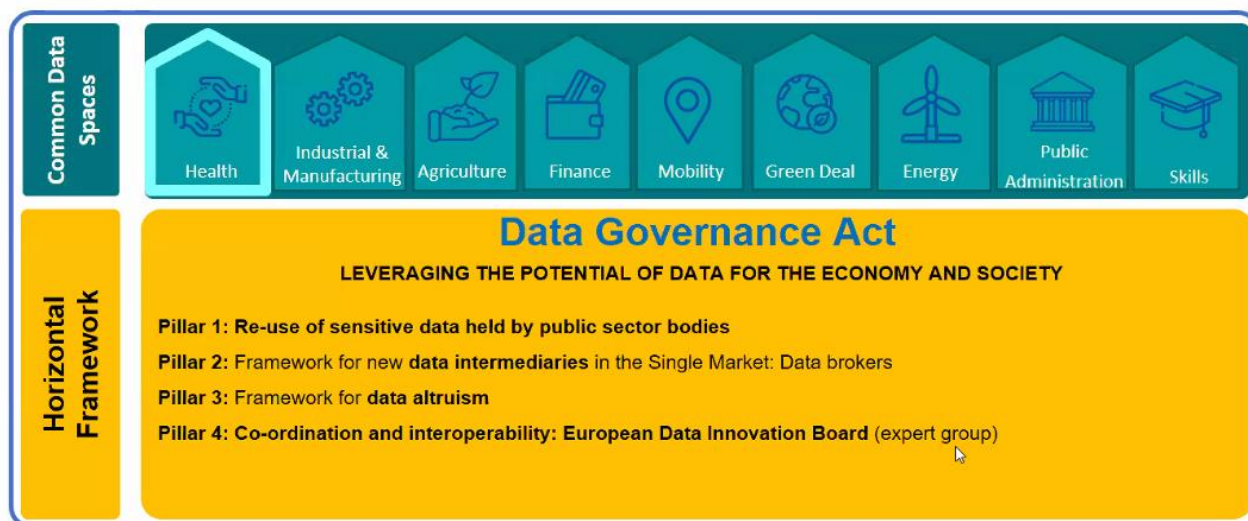 Common Data
Spaces
Health
Industrial &
Manufacturing
Agriculture
Finance
Mobility
Green Deal
Energy
Public
Administration
Skills
Horizontal
Framework
Data Governance Act
LEVERAGING THE POTENTIAL OF DATA FOR THE ECONOMY AND SOCIETY
Pillar 1: Re-use of sensitive data held by public sector bodies
Pillar 2: Framework for new data intermediaries in the Single Market: Data brokers
Pillar 3: Framework for data altruism
Pillar 4: Co-ordination and interoperability: European Data Innovation Board (expert group)